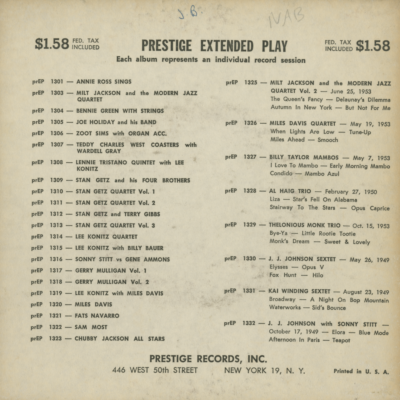 J B-
NAB
$1.58 FED. TAX INCLUDED
PRESTIGE EXTENDED PLAY
FED. TAX INCLUDED $1.58
Each album represents an individual record session
prEP 1301 — ANNIE ROSS SINGS
prEP 1303 — MILT JACKSON and the MODERN JAZZ
QUARTET
prEP 1304 — BENNIE GREEN WITH STRINGS
prEP 1305 — JOE HOLIDAY and his BAND
prEP 1306 — ZOOT SIMS with ORGAN ACC.
prEP 1307 — TEDDY CHARLES WEST COASTERS with
WARDELL GRAY
prEP 1308 — LENNIE TRISTANO QUINTET with LEE
KONITZ
prEP 1309 — STAN GETZ and his FOUR BROTHERS
prEP 1310 — STAN GETZ QUARTET Vol. 1
prEP 1311 — STAN GETZ QUARTET Vol. 2
prEP 1312 — STAN GETZ and TERRY GIBBS
prEP 1313 — STAN GETZ QUARTET Vol. 3
prEP 1314 — LEE KONITZ QUARTET
prEP 1315 — LEE KONITZ with BILLY BAUER
prEP 1316 — SONNY STITT vs GENE AMMONS
prEP 1317 — GERRY MULLIGAN Vol. 1
prEP 1318 — GERRY MULLIGAN Vol. 2
prEP 1319 — LEE KONITZ with MILES DAVIS
prEP 1320 — MILES DAVIS
prEP 1321 — FATS NAVARRO
prEP 1322 — SAM MOST
prEP 1323 — CHUBBY JACKSON ALL STARS
prEP 1325 — MILT JACKSON and the MODERN JAZZ
QUARTET Vol. 2 — June 25, 1953
The Queen's Fancy — Delauney's Dilemma
Autumn In New York — But Not For Me
prEP 1326 — MILES DAVIS QUARTET — May 19, 1953
When Lights Are Low — Tune-Up
Miles Ahead — Smooch
prEP 1327 — BILLY TAYLOR MAMBOS — May 7, 1953
I Love To Mambo — Early Morning Mambo
Candido — Mambo Azul
prEP 1328 — AL HAIG TRIO — February 27, 1950
Liza — Star's Fell On Alabama
Stairway To The Stars — Opus Caprice
prEP 1329 — THELONIOUS MONK TRIO — Oct. 15, 1952
Bye-Ya — Little Rootie Tootie
Monk's Dream — Sweet & Lovely
prEP 1330 — J. J. JOHNSON SEXTET — May 26, 1949
Elysses — Opus V
Fox Hunt — Hilo
prEP 1331 — KAI WINDING SEXTET — August 23, 1949
Broadway — A Night On Bop Mountain
Waterworks — Sid's Bounce
prEP 1332 — J. J. JOHNSON with SONNY STITT —
October 17, 1949 — Elora — Blue Mode
Afternoon In Paris — Teapot
PRESTIGE RECORDS, INC.
446 WEST 50th STREET NEW YORK 19, N. Y.
Printed in U. S. A.